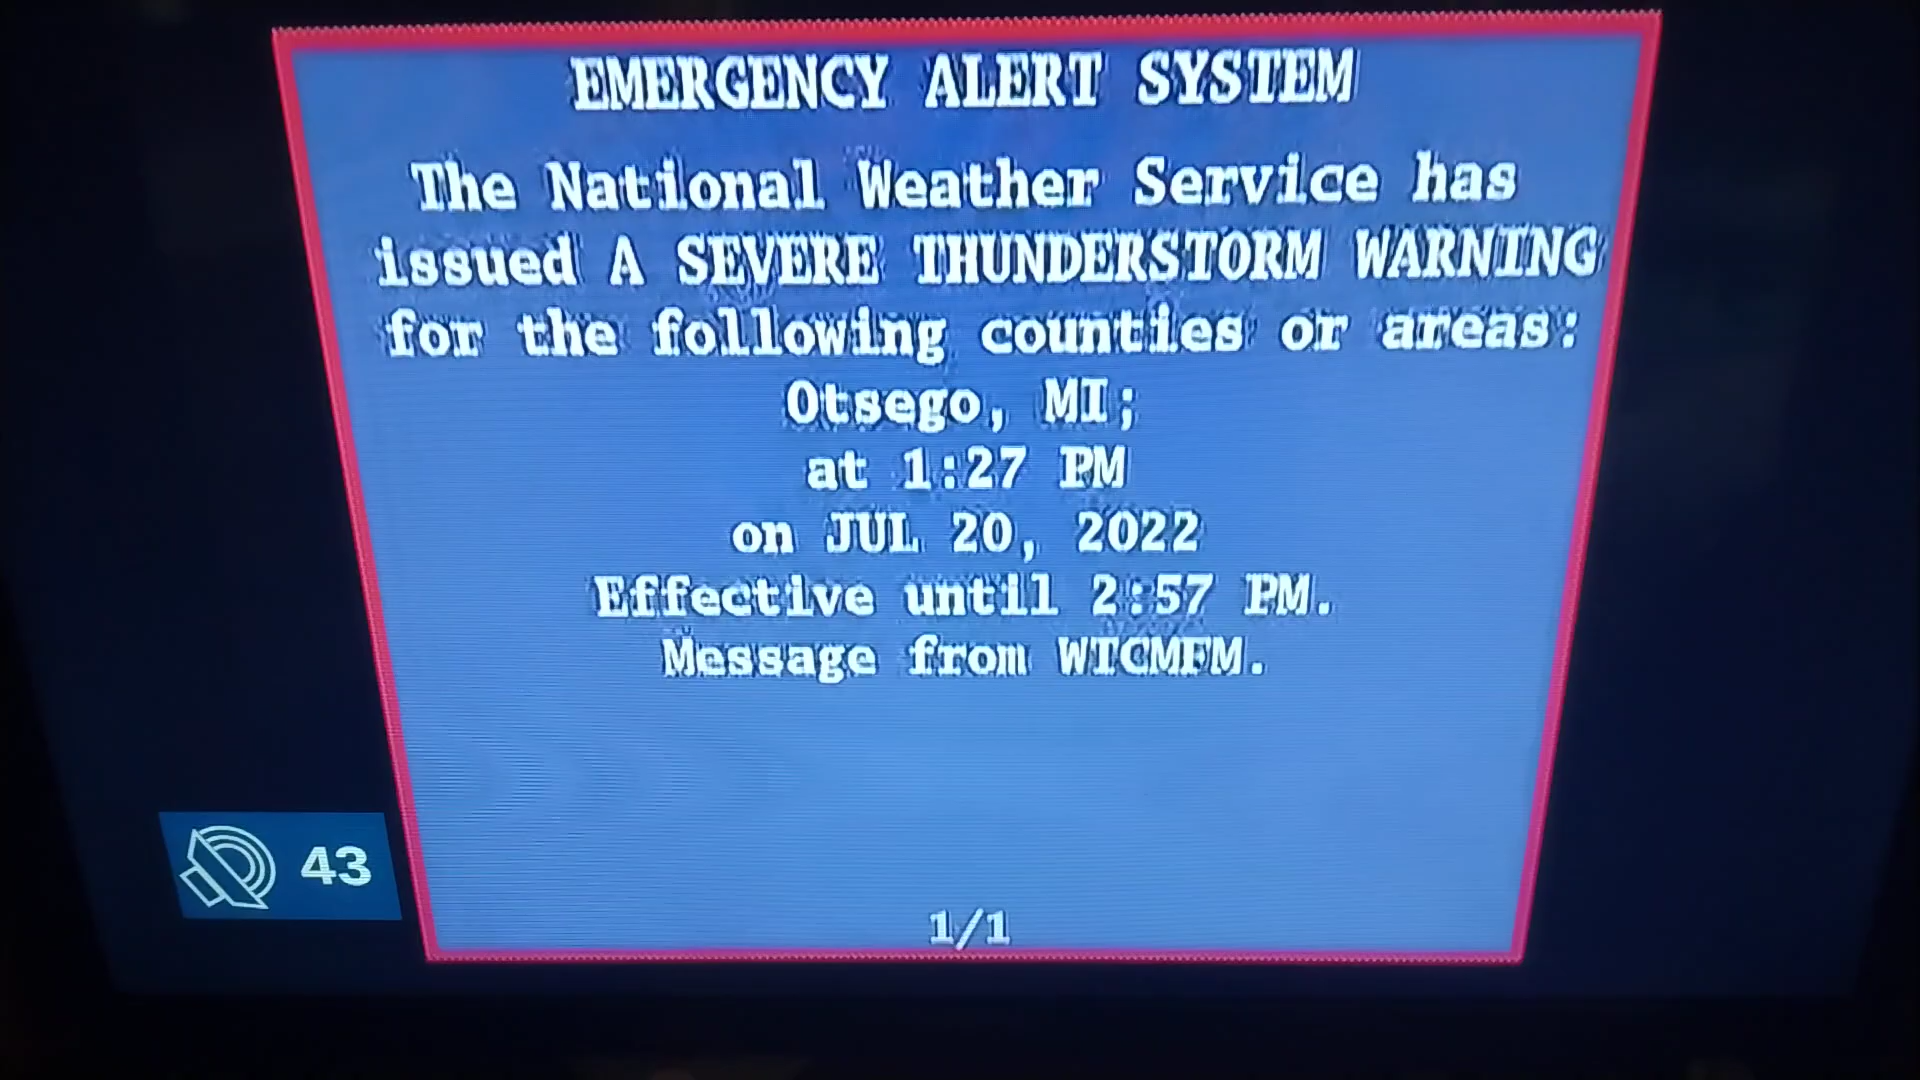 EMERGENCY ALERT SYSTEM
The National Weather Service has
issued A SEVERE THUNDERSTORM WARNING
for the following counties or areas:
Otsego, MI;
at 1:27 PM
on JUL 20, 2022
Effective until 2:57 PM.
Message from WTCMFM.
43
1/1